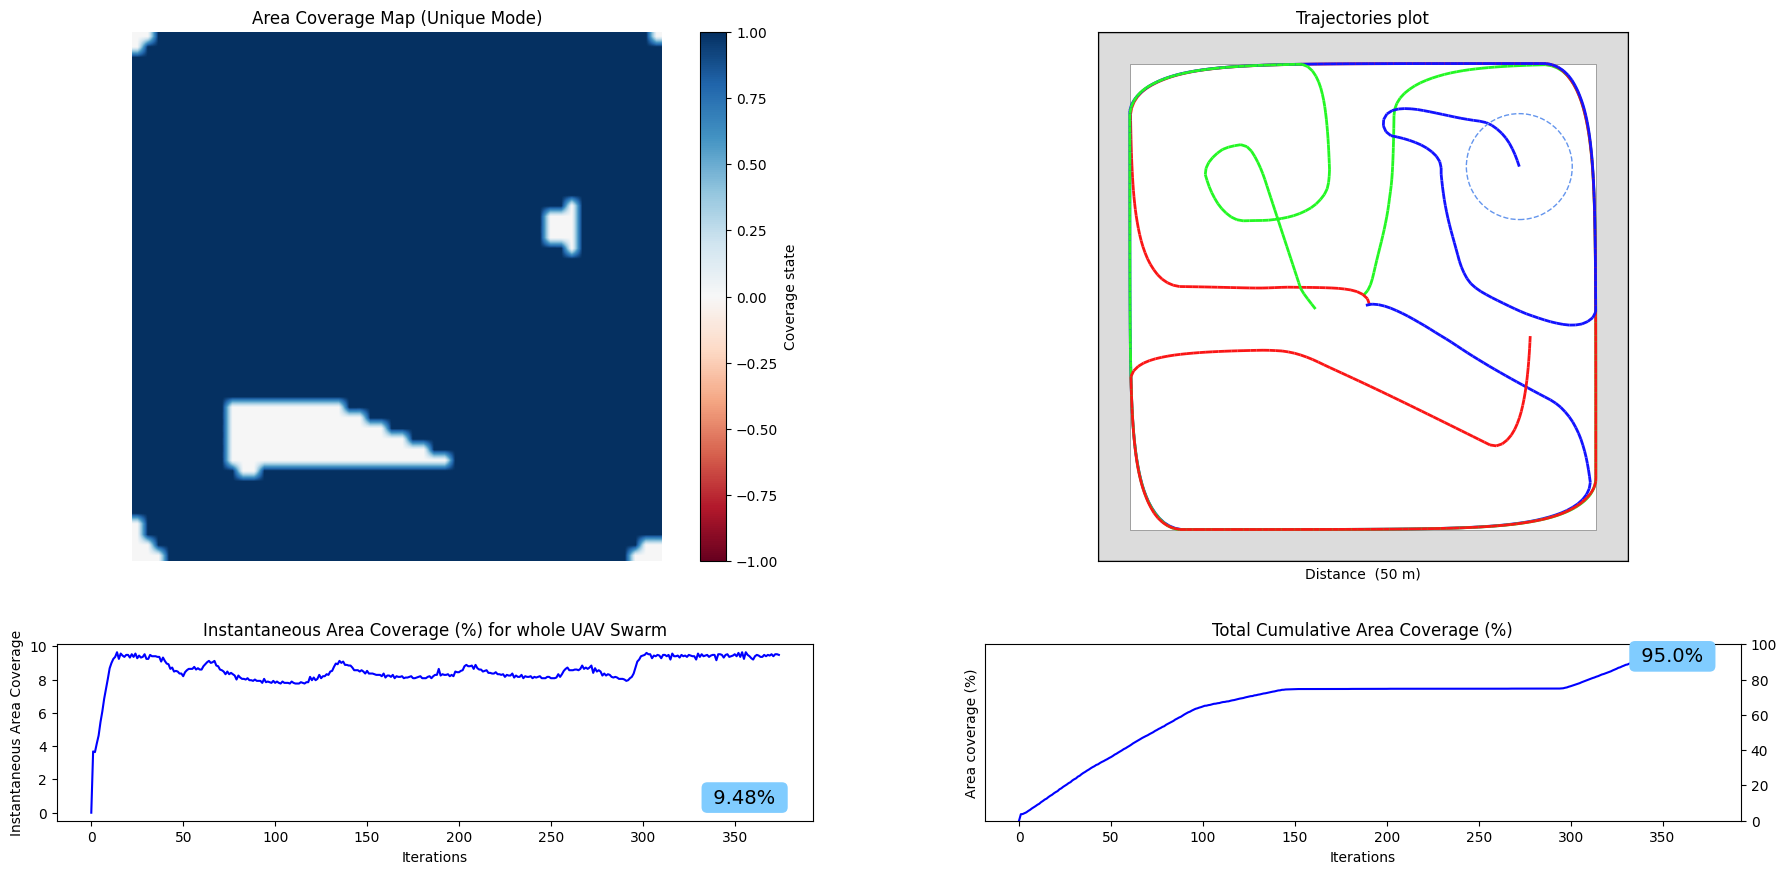 Area Coverage Map (Unique Mode)
1.00
0.75
0.50
0.25
0.00
−0.25
−0.50
−0.75
−1.00
Coverage state
Trajectories plot
Distance  (50 m)
Instantaneous Area Coverage (%) for whole UAV Swarm
Instantaneous Area Coverage
10
8
6
4
2
0
9.48%
0 50 100 150 200 250 300 350
Iterations
Total Cumulative Area Coverage (%)
Area coverage (%)
95.0%
100
80
60
40
20
0
0 50 100 150 200 250 300 350
Iterations